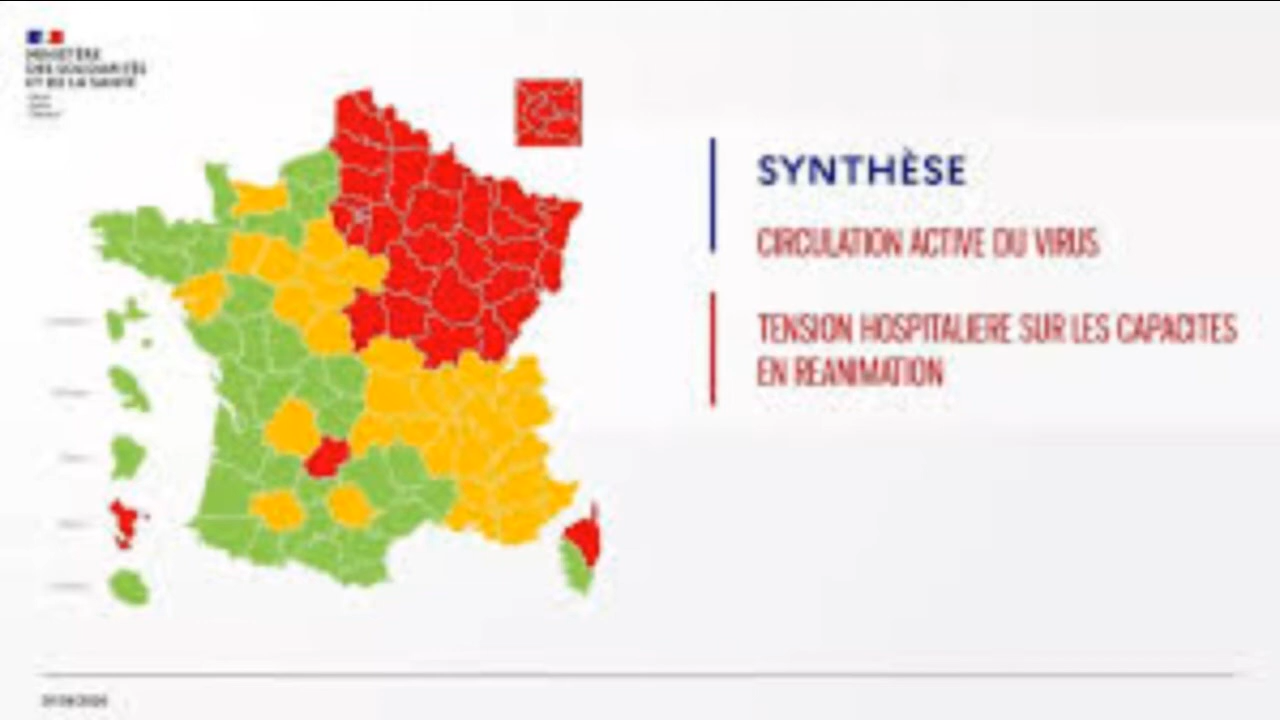 MINISTÈRE
DES SOLIDARITÉS
ET DE LA SANTÉ
SYNTHÈSE
CIRCULATION ACTIVE DU VIRUS
TENSION HOSPITALIERE SUR LES CAPACITES
EN REANIMATION